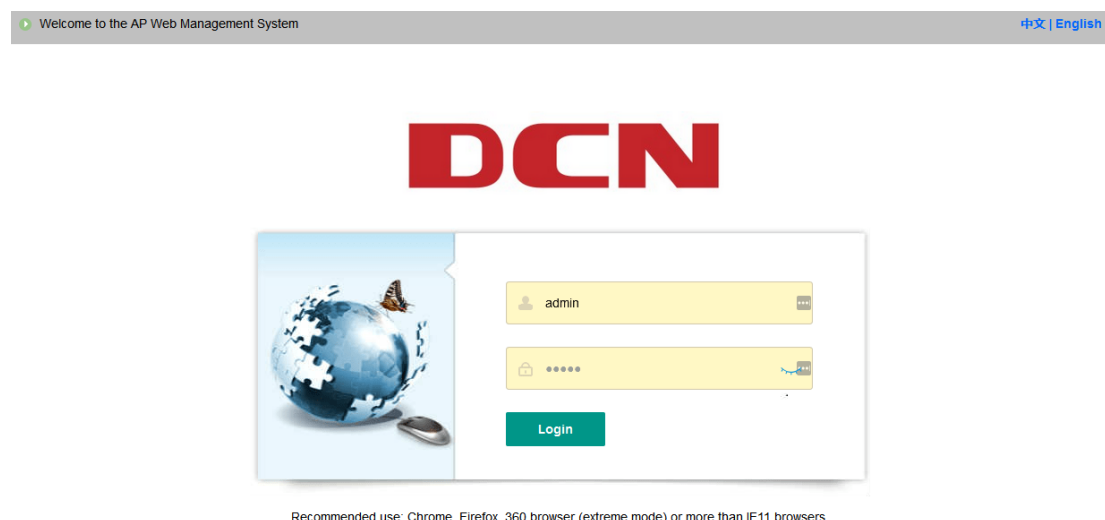 Welcome to the AP Web Management System
中文 | English
DCN
admin
•••••
Login
Recommended use: Chrome, Firefox, 360 browser (extreme mode) or more than IE11 browsers